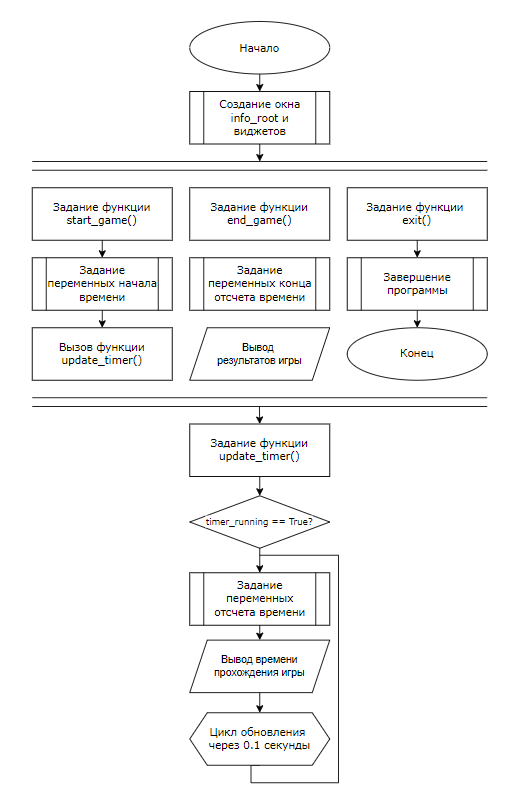 Начало
Создание окна
info_root и
виджетов
Задание функции
start_game()
Задание функции
end_game()
Задание функции
exit()
Задание
переменных начала
времени
Задание
переменных конца
отсчета времени
Завершение
программы
Вызов функции
update_timer()
Вывод
результатов игры
Конец
Задание функции
update_timer()
timer_running == True?
Задание
переменных
отсчета времени
Вывод времени
прохождения игры
Цикл обновления
через 0.1 секунды